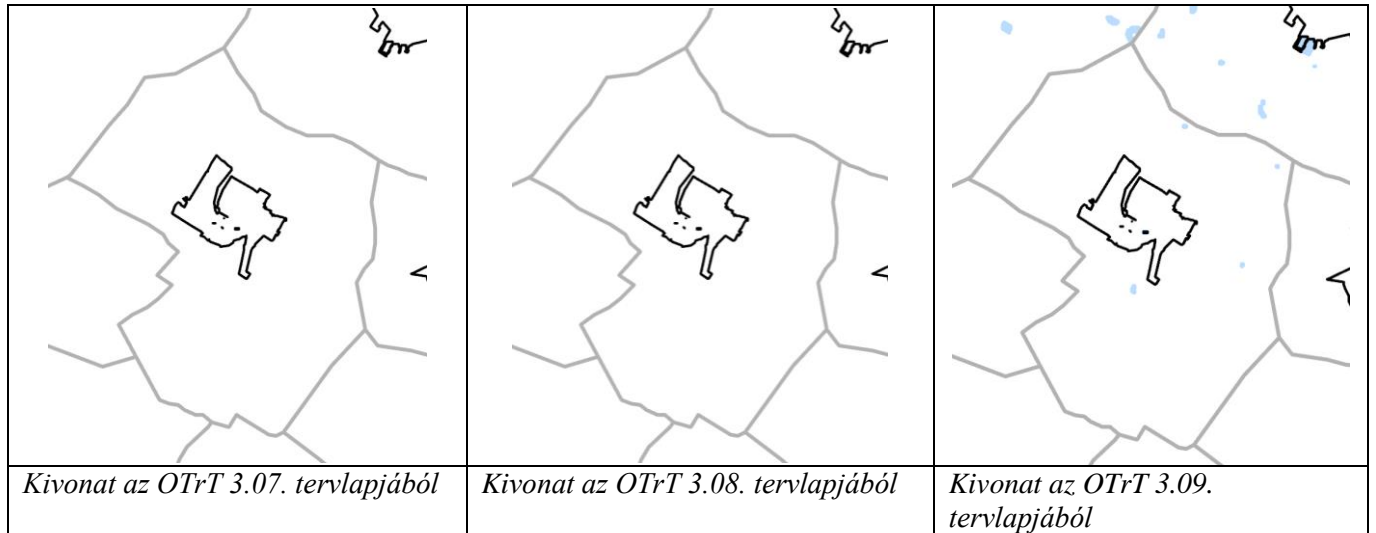 Kivonat az OTrT 3.07. tervlapjából
Kivonat az OTrT 3.08. tervlapjából
Kivonat az OTrT 3.09.
tervlapjából